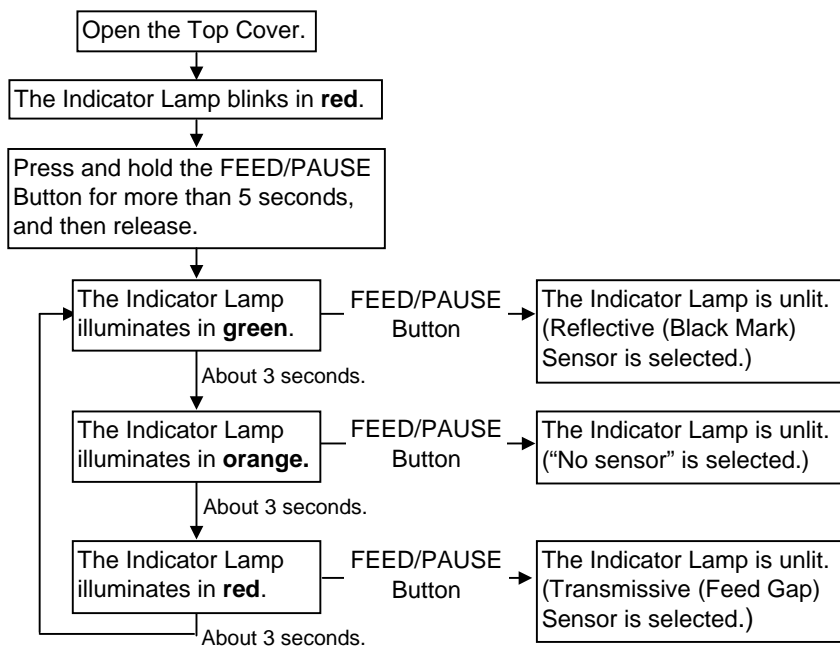 Open the Top Cover.
The Indicator Lamp blinks in red.
Press and hold the FEED/PAUSE
Button for more than 5 seconds,
and then release.
The Indicator Lamp
illuminates in green.
FEED/PAUSE
Button
The Indicator Lamp is unlit.
(Reflective (Black Mark)
Sensor is selected.)
About 3 seconds.
The Indicator Lamp
illuminates in orange.
FEED/PAUSE
Button
The Indicator Lamp is unlit.
(“No sensor” is selected.)
About 3 seconds.
The Indicator Lamp
illuminates in red.
FEED/PAUSE
Button
The Indicator Lamp is unlit.
(Transmissive (Feed Gap)
Sensor is selected.)
About 3 seconds.